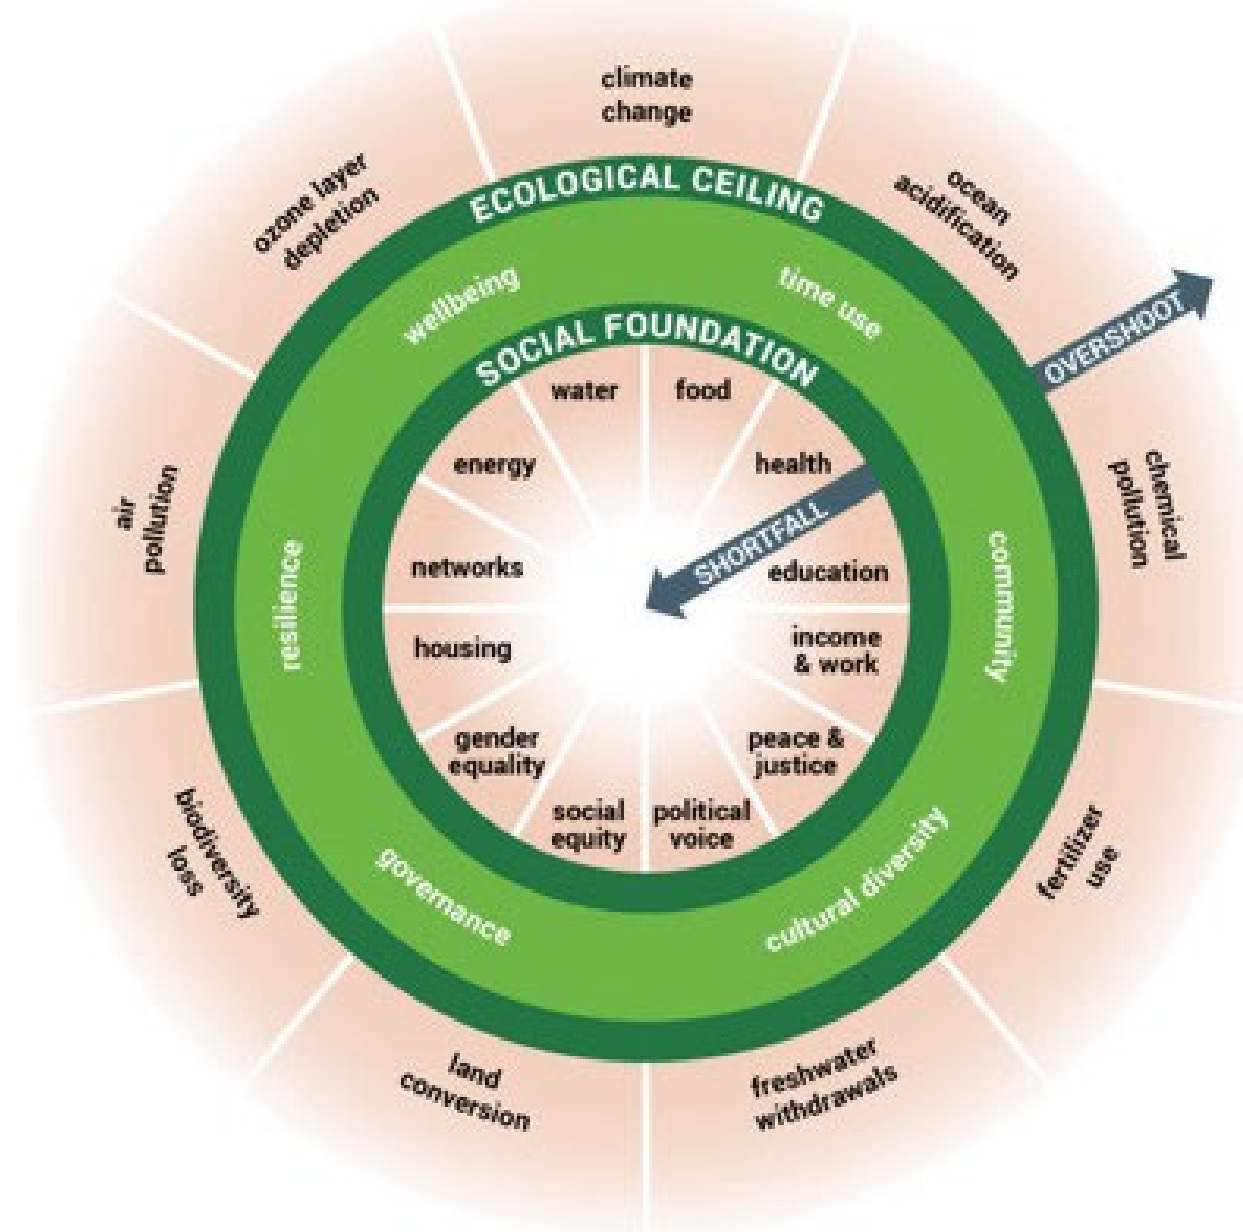 climate
change
ozone layer
depletion
ocean
acidification
ECOLOGICAL CEILING
wellbeing
time use
OVERSHOOT
SOCIAL FOUNDATION
water
food
energy
health
SHORTFALL
air
pollution
chemical
pollution
resilience
community
networks
education
housing
income
& work
gender
equality
peace &
justice
social
equity
political
voice
biodiversity
loss
fertilizer
use
governance
cultural diversity
land
conversion
freshwater
withdrawals